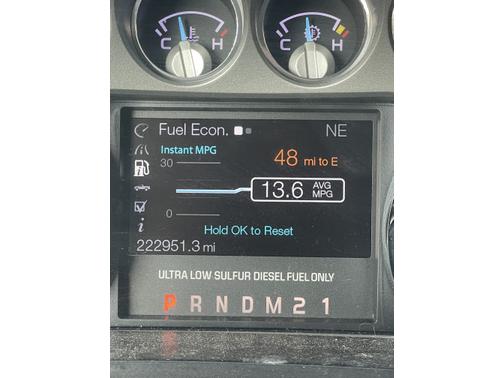 C H C H
Fuel Econ. NE
Instant MPG
30
48 mi to E
13.6 AVG MPG
0
Hold OK to Reset
i
222951.3 mi
ULTRA LOW SULFUR DIESEL FUEL ONLY
P R N D M 2 1